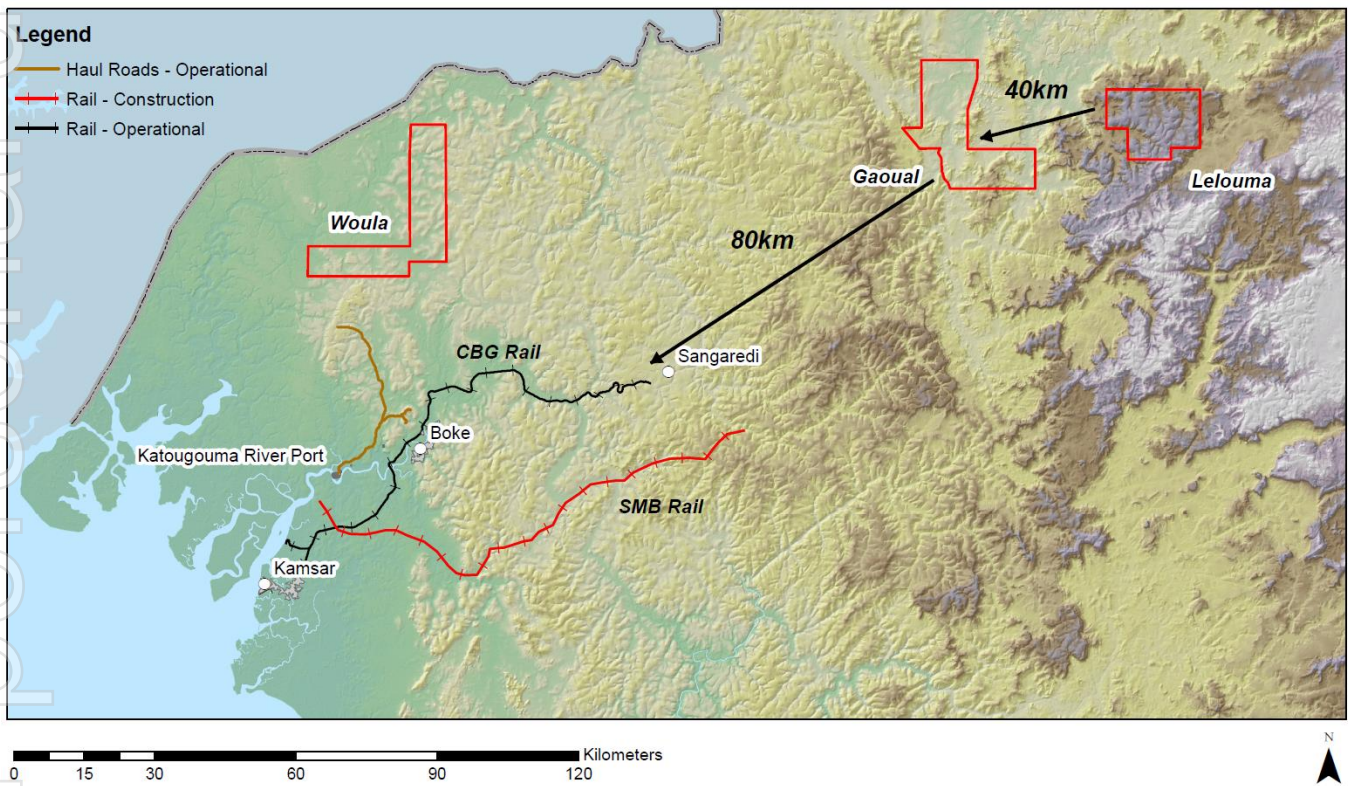 Legend
Haul Roads - Operational
Rail - Construction
Rail - Operational
40km
Gaoual
Lelouma
Woula
80km
CBG Rail
Sangaredi
Boke
Katougouma River Port
SMB Rail
Kamsar
Kilometers
0 15 30 60 90 120
N